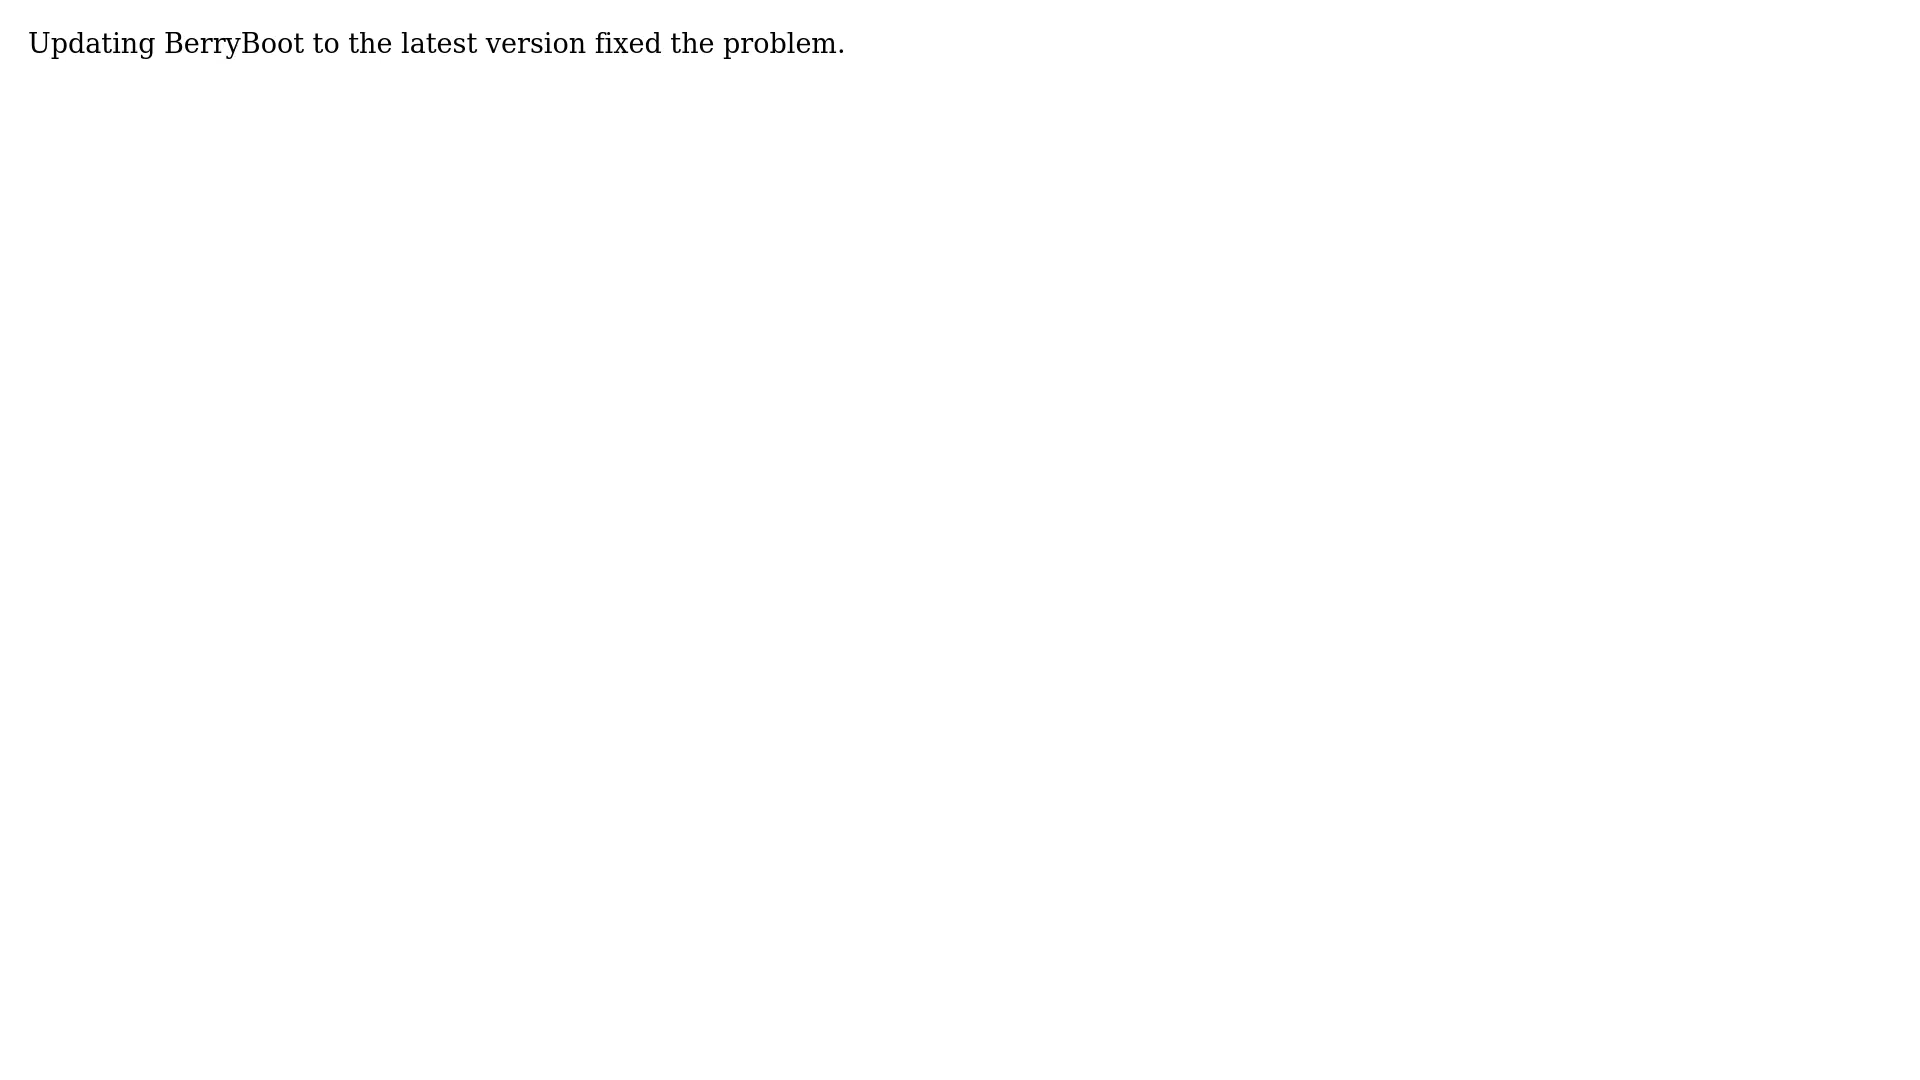 Updating BerryBoot to the latest version fixed the problem.